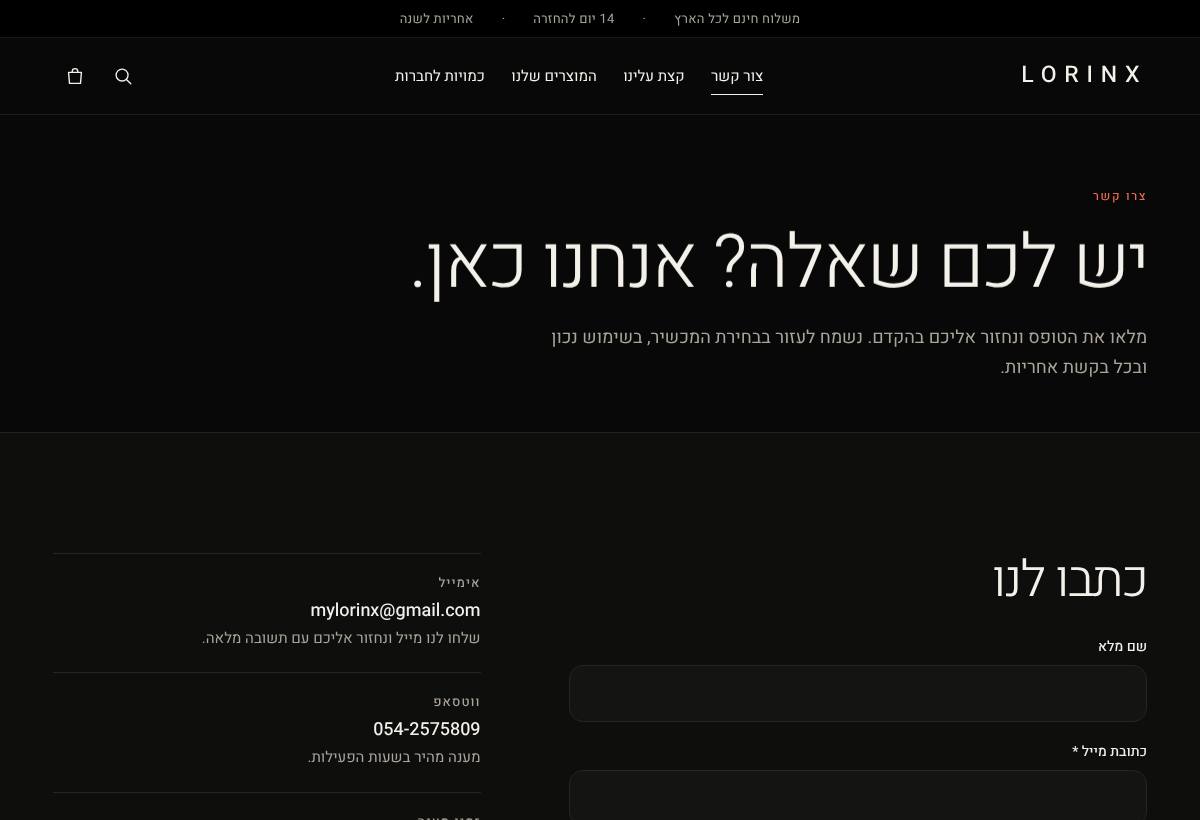 משלוח חינם לכל הארץ · 14 יום להחזרה · אחריות לשנה
LORINX
צור קשר קצת עלינו המוצרים שלנו כמויות לחברות
צרו קשר
יש לכם שאלה? אנחנו כאן.
מלאו את הטופס ונחזור אליכם בהקדם. נשמח לעזור בבחירת המכשיר, בשימוש נכון
ובכל בקשת אחריות.
כתבו לנו
שם מלא
כתובת מייל *
אימייל
mylorinx@gmail.com
שלחו לנו מייל ונחזור אליכם עם תשובה מלאה.
ווטסאפ
054-2575809
מענה מהיר בשעות הפעילות.